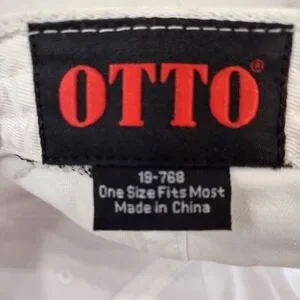 OTTO®
19-768
One Size Fits Most
Made in China